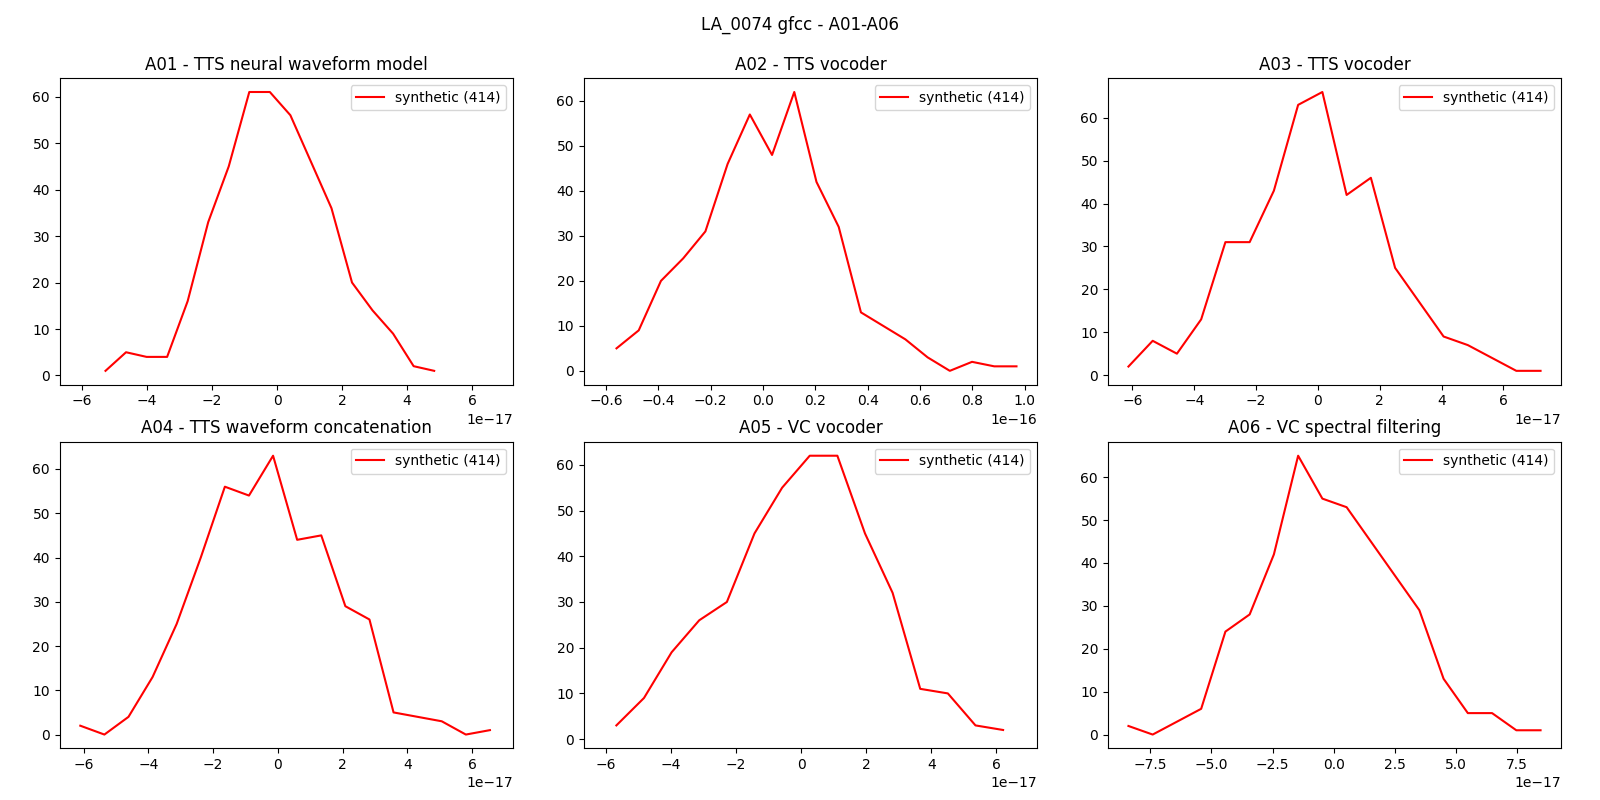 LA_0074 gfcc - A01-A06
A01 - TTS neural waveform model
synthetic (414)
60
50
40
30
20
10
0
−6 −4 −2 0 2 4 6
1e−17
A02 - TTS vocoder
synthetic (414)
60
50
40
30
20
10
0
−0.6 −0.4 −0.2 0.0 0.2 0.4 0.6 0.8 1.0
1e−16
A03 - TTS vocoder
synthetic (414)
60
50
40
30
20
10
0
−6 −4 −2 0 2 4 6
1e−17
A04 - TTS waveform concatenation
synthetic (414)
60
50
40
30
20
10
0
−6 −4 −2 0 2 4 6
1e−17
A05 - VC vocoder
synthetic (414)
60
50
40
30
20
10
0
−6 −4 −2 0 2 4 6
1e−17
A06 - VC spectral filtering
synthetic (414)
60
50
40
30
20
10
0
−7.5 −5.0 −2.5 0.0 2.5 5.0 7.5
1e−17